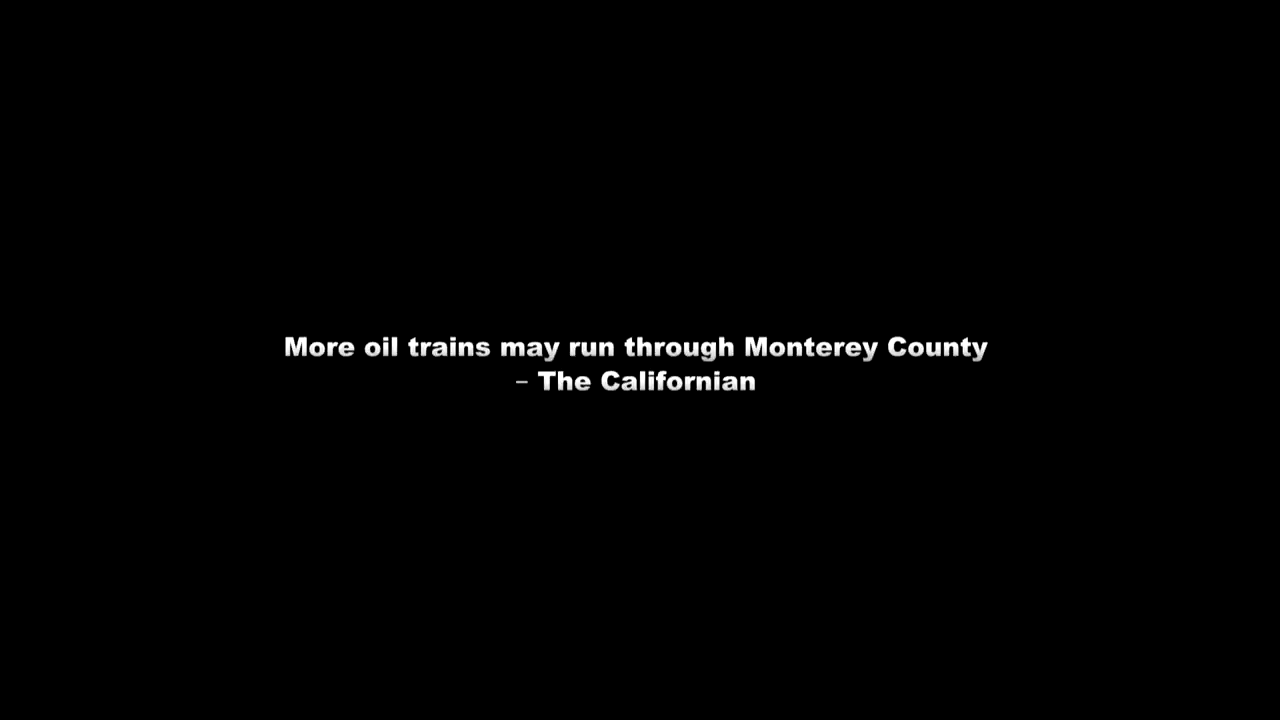 More oil trains may run through Monterey County
– The Californian